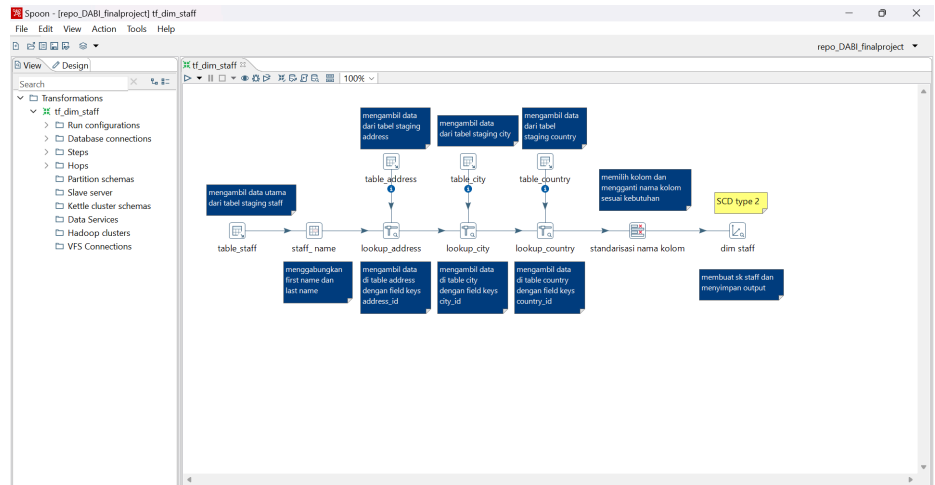 Spoon - [repo_DABI_finalproject] tf_dim_staff
File Edit View Action Tools Help
repo_DABI_finalproject
View Design
tf_dim_staff
Search
100%
Transformations
tf_dim_staff
Run configurations
Database connections
Steps
Hops
Partition schemas
Slave server
Kettle cluster schemas
Data Services
Hadoop clusters
VFS Connections
mengambil data
dari tabel staging
address
mengambil data
dari tabel staging city
mengambil data
dari tabel
staging country
table_address
table_city
table_country
mengambil data utama
dari tabel staging staff
memilih kolom dan
mengganti nama kolom
sesuai kebutuhan
SCD type 2
table_staff
staff_ name
lookup_address
lookup_city
lookup_country
standarisasi nama kolom
dim staff
menggabungkan
first name dan
last name
mengambil data
di table address
dengan field keys
address_id
mengambil data
di table city
dengan field keys
city_id
mengambil data
di table country
dengan field keys
country_id
membuat sk staff dan
menyimpan output